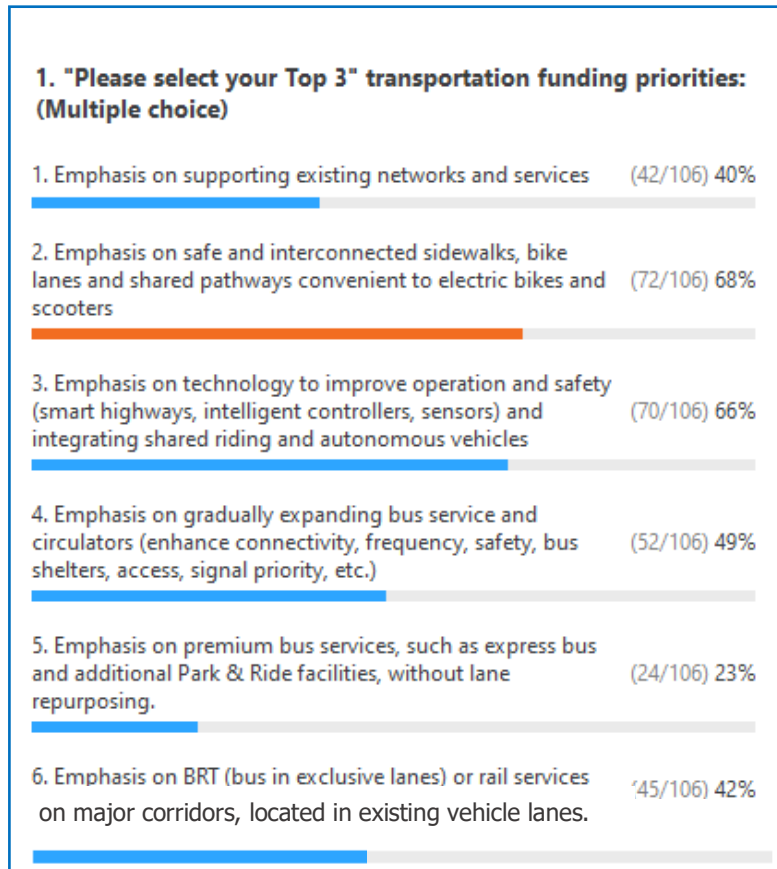 1. "Please select your Top 3" transportation funding priorities:
(Multiple choice)
1. Emphasis on supporting existing networks and services (42/106) 40%
2. Emphasis on safe and interconnected sidewalks, bike
lanes and shared pathways convenient to electric bikes and (72/106) 68%
scooters
3. Emphasis on technology to improve operation and safety
(smart highways, intelligent controllers, sensors) and (70/106) 66%
integrating shared riding and autonomous vehicles
4. Emphasis on gradually expanding bus service and
circulators (enhance connectivity, frequency, safety, bus (52/106) 49%
shelters, access, signal priority, etc.)
5. Emphasis on premium bus services, such as express bus
and additional Park & Ride facilities, without lane (24/106) 23%
repurposing.
6. Emphasis on BRT (bus in exclusive lanes) or rail services (45/106) 42%
on major corridors, located in existing vehicle lanes.